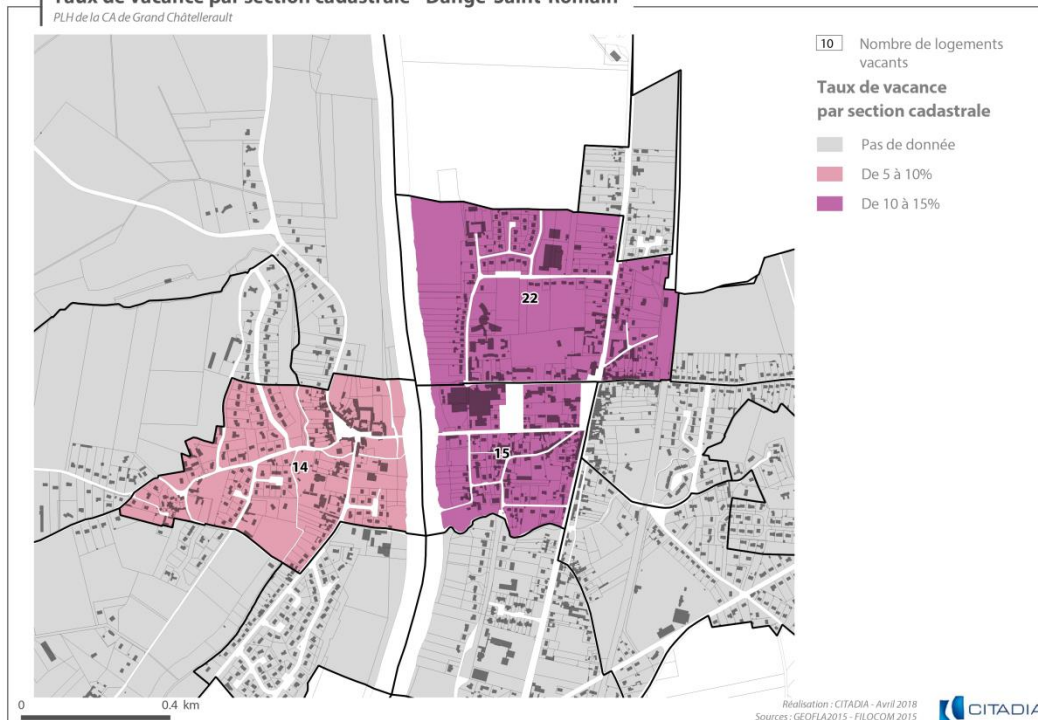 Taux de vacance par section cadastrale - Dangé-Saint-Romain
PLH de la CA de Grand Châtellerault
10 Nombre de logements
vacants
Taux de vacance
par section cadastrale
Pas de donnée
De 5 à 10%
De 10 à 15%
22
15
14
0 0.4 km
Réalisation : CITADIA - Avril 2018
Sources : GEOFLA2015 - FILOCOM 2015
CITADIA